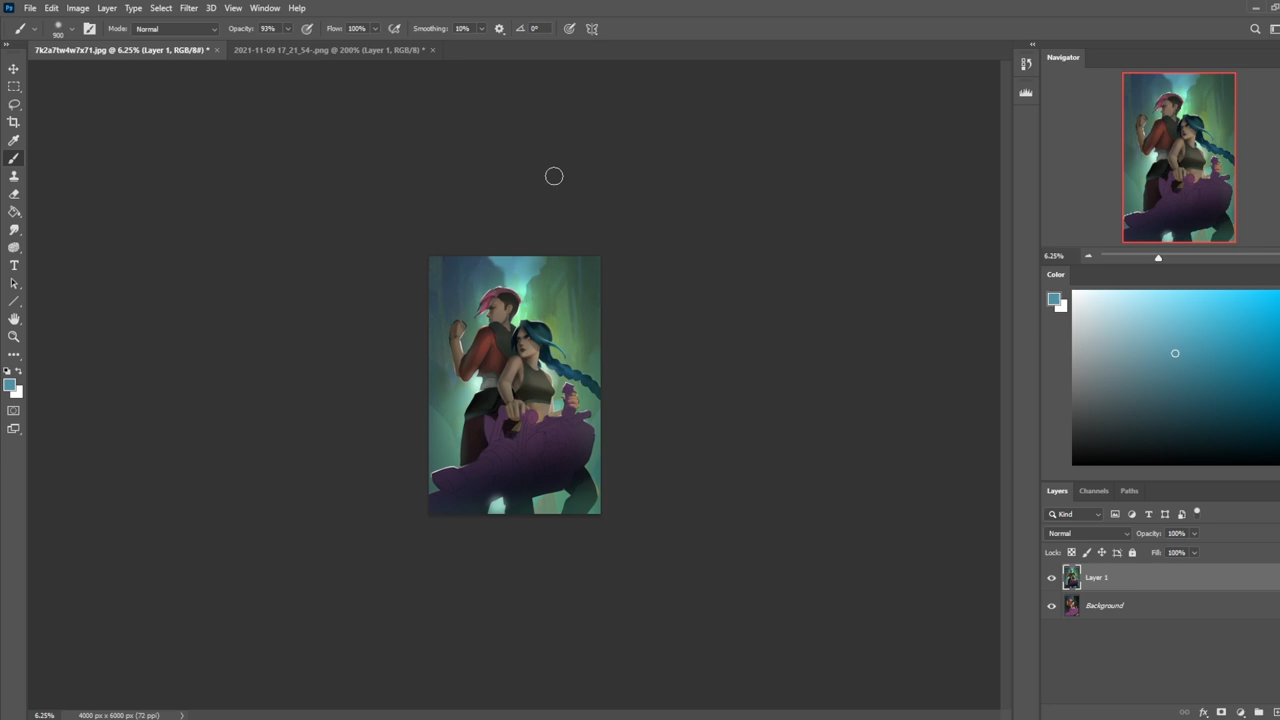 Ps File Edit Image Layer Type Select Filter 3D View Window Help
900 Mode: Normal Opacity: 93% Flow: 100% Smoothing: 10% 0°
7k2a7tw4w7x71.jpg @ 6.25% (Layer 1, RGB/8#) * × 2021-11-09 17_21_54-.png @ 200% (Layer 1, RGB/8) * ×
Navigator
6.25%
Color
Layers Channels Paths
Kind
Normal Opacity: 100%
Lock: Fill: 100%
Layer 1
Background
6.25% 4000 px x 6000 px (72 ppi)